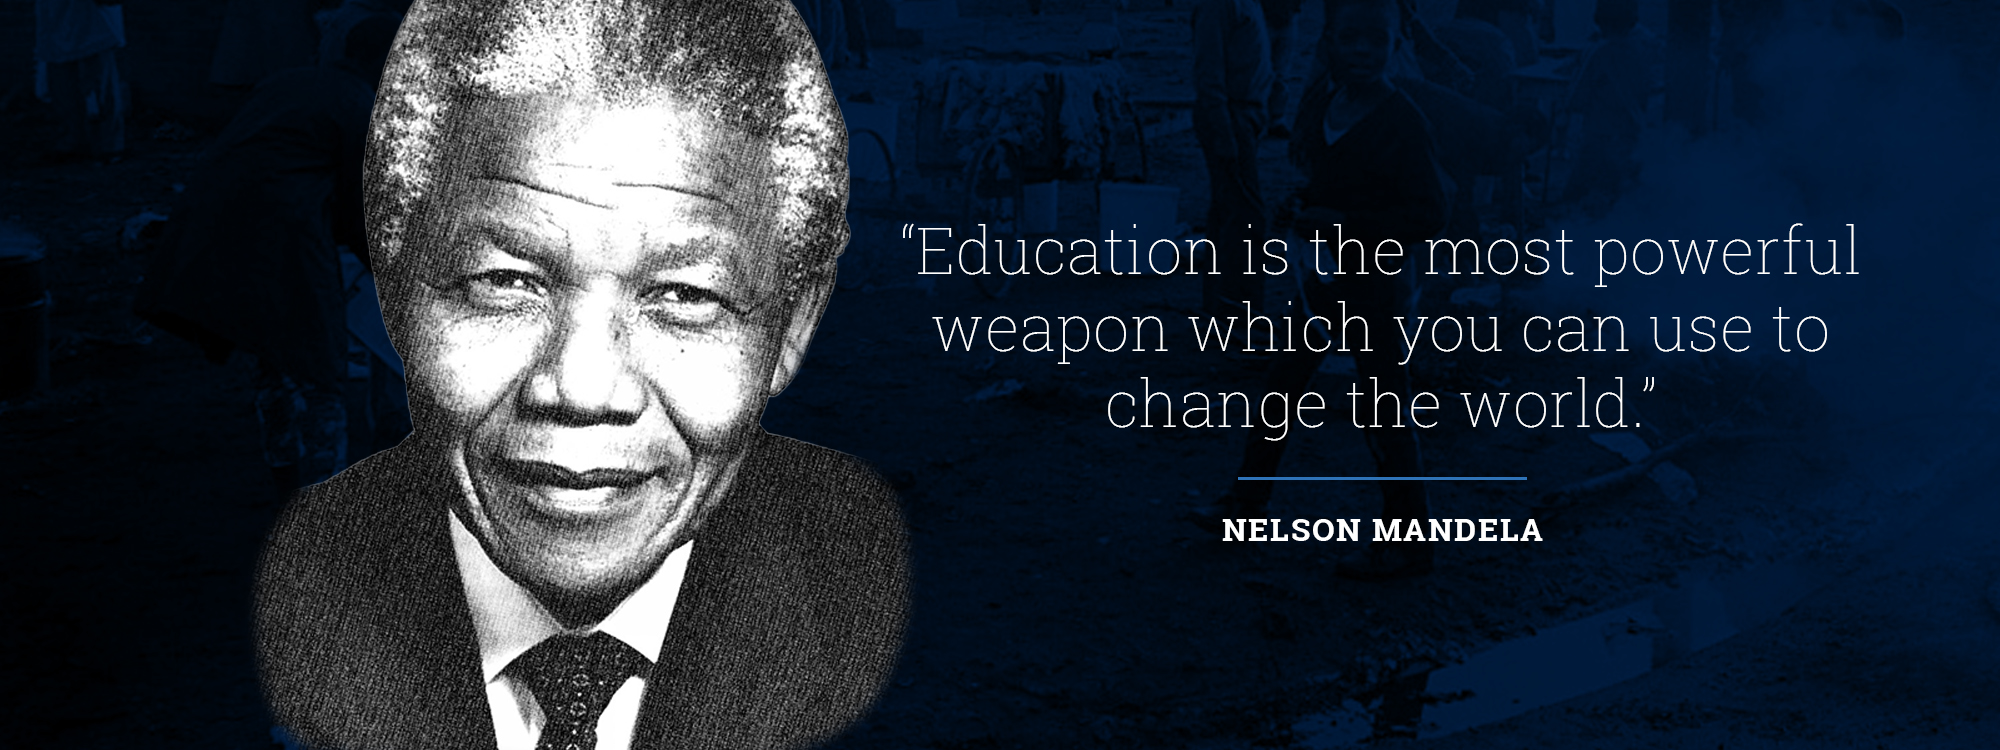 “Education is the most powerful
weapon which you can use to
change the world.”
NELSON MANDELA